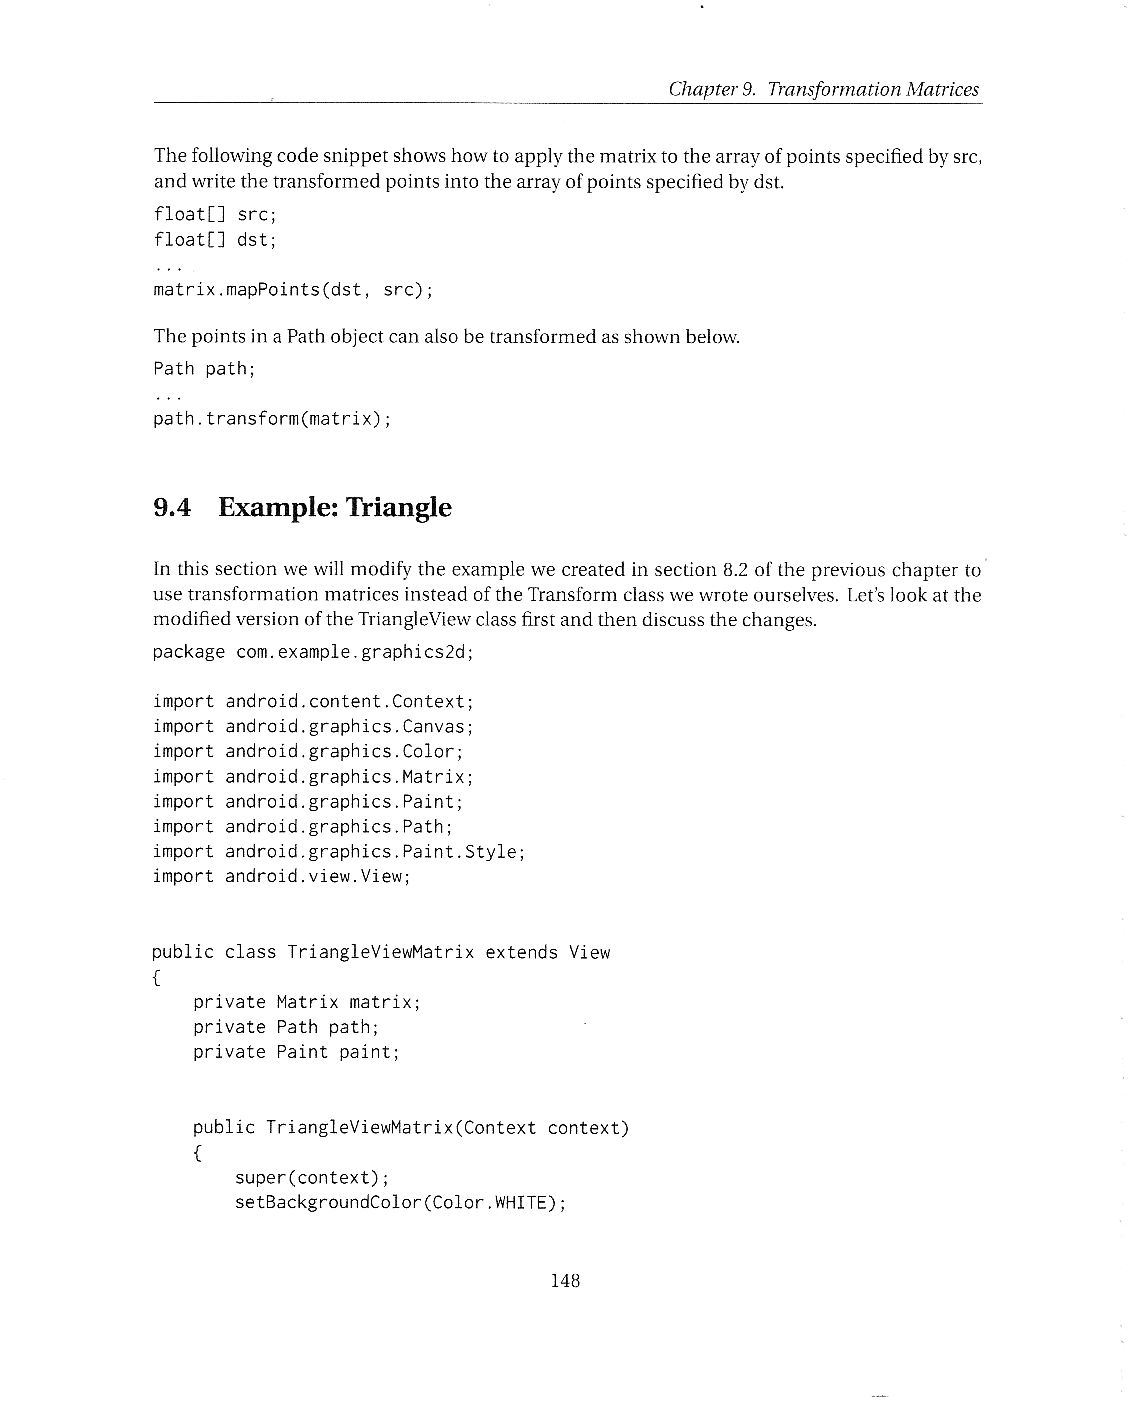 Chapter 9. Transformation Matrices
The following code snippet shows how to apply the matrix to the array of points specified by src,
and write the transformed points into the array of points specified by dst.
float[] src;
float[] dst;
...
matrix.mapPoints(dst, src);
The points in a Path object can also be transformed as shown below.
Path path;
...
path.transform(matrix);
9.4 Example: Triangle
In this section we will modify the example we created in section 8.2 of the previous chapter to
use transformation matrices instead of the Transform class we wrote ourselves. Let's look at the
modified version of the TriangleView class first and then discuss the changes.
package com.example.graphics2d;
import android.content.Context;
import android.graphics.Canvas;
import android.graphics.Color;
import android.graphics.Matrix;
import android.graphics.Paint;
import android.graphics.Path;
import android.graphics.Paint.Style;
import android.view.View;
public class TriangleViewMatrix extends View
{
private Matrix matrix;
private Path path;
private Paint paint;
public TriangleViewMatrix(Context context)
{
super(context);
setBackgroundColor(Color.WHITE);
148